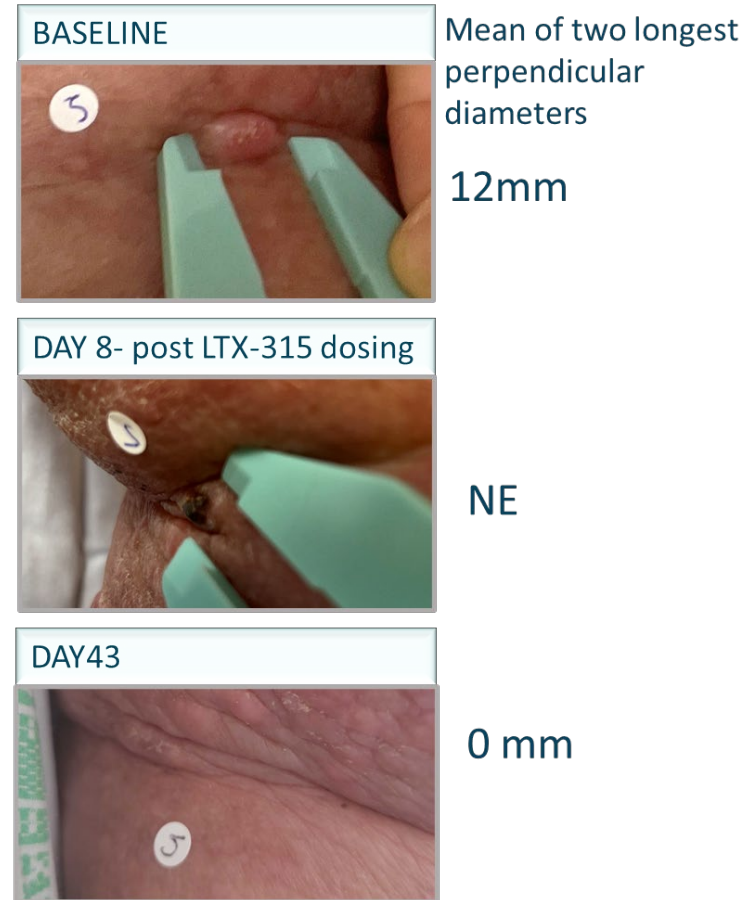 BASELINE
Mean of two longest
perpendicular
diameters
12mm
DAY 8- post LTX-315 dosing
NE
DAY43
0 mm